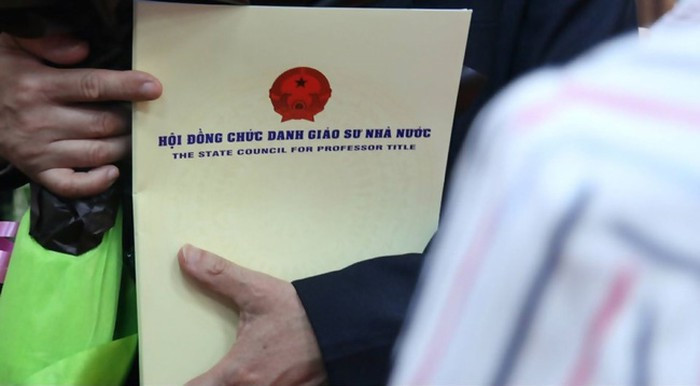 HỘI ĐỒNG CHỨC DANH GIÁO SƯ NHÀ NƯỚC
THE STATE COUNCIL FOR PROFESSOR TITLE